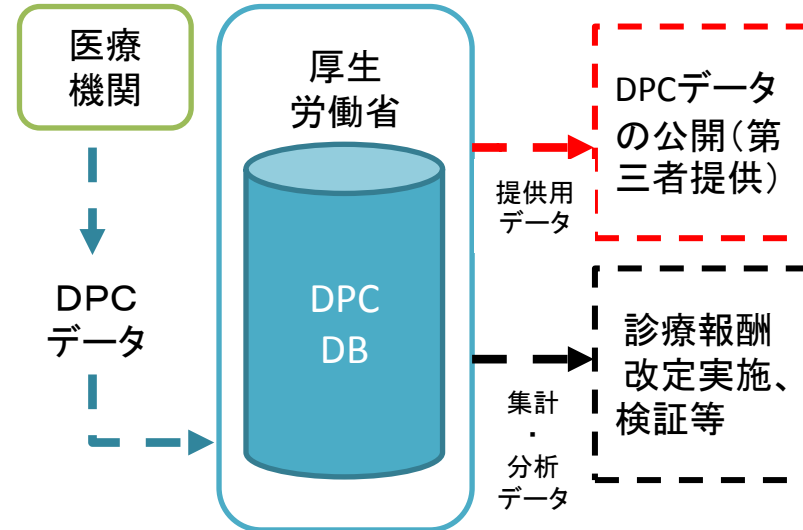 医療
機関
DPC
データ
厚生
労働省
DPC
DB
提供用
データ
集計
・
分析
データ
DPCデータ
の公開（第
三者提供）
診療報酬
改定実施、
検証等